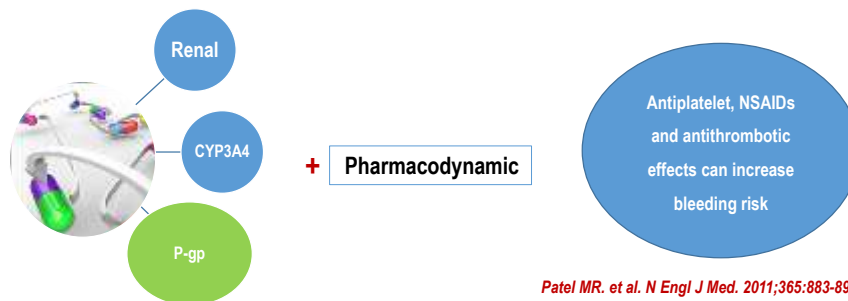 Renal
CYP3A4
P-gp
+ Pharmacodynamic
Antiplatelet, NSAIDs
and antithrombotic
effects can increase
bleeding risk
Patel MR. et al. N Engl J Med. 2011;365:883-89